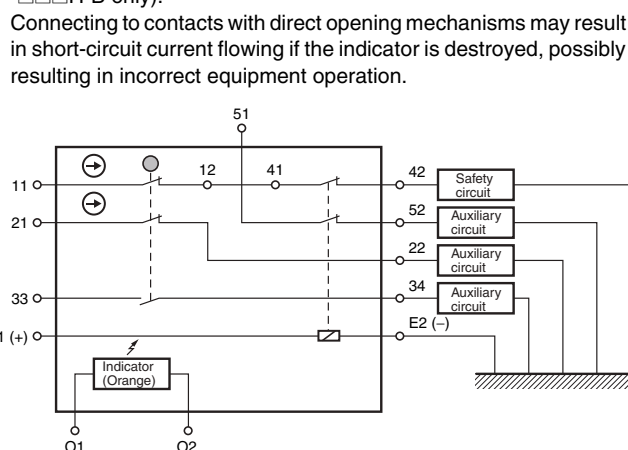 Connecting to contacts with direct opening mechanisms may result
in short-circuit current flowing if the indicator is destroyed, possibly
resulting in incorrect equipment operation.
51
11
12
41
42
Safety
circuit
21
52
Auxiliary
circuit
22
Auxiliary
circuit
33
34
Auxiliary
circuit
(+)
E2 (–)
Indicator
(Orange)